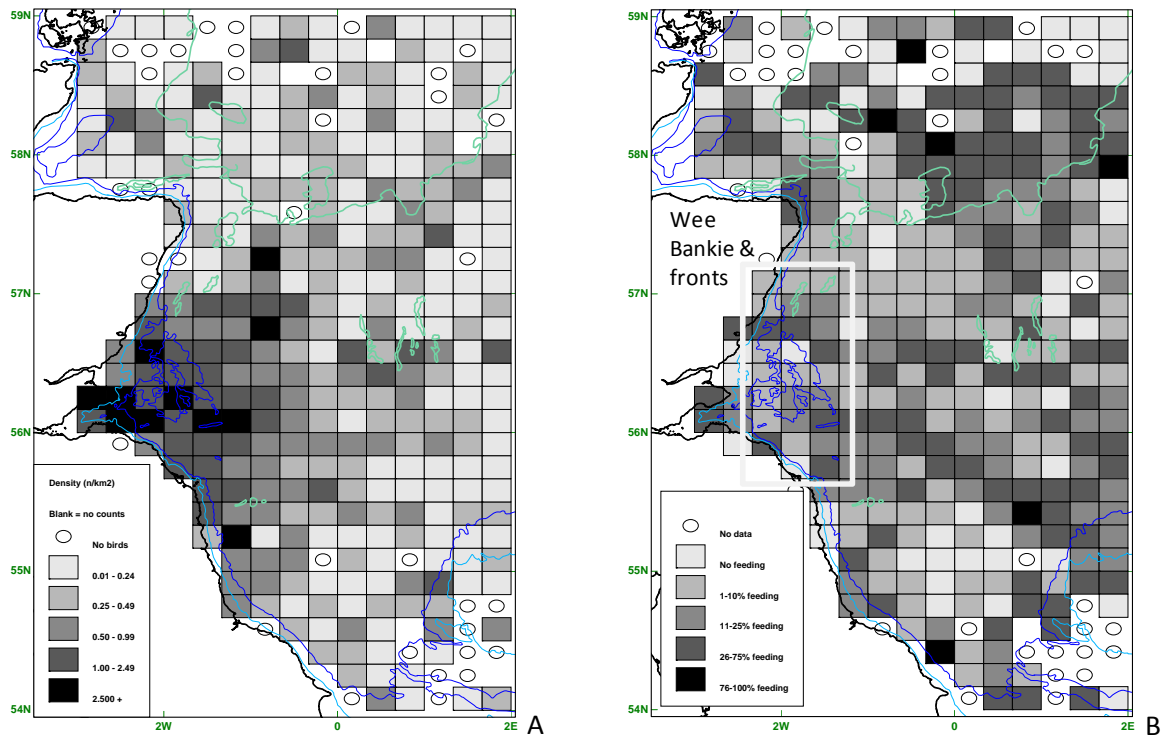 59N
58N
57N
56N
55N
54N
2W
0
2E
Density (n/km2)
Blank = no counts
No birds
0.01 - 0.24
0.25 - 0.49
0.50 - 0.99
1.00 - 2.49
2.500 +
A
59N
58N
57N
56N
55N
54N
2W
0
2E
Wee
Bankie &
fronts
No data
No feeding
1-10% feeding
11-25% feeding
26-75% feeding
76-100% feeding
B